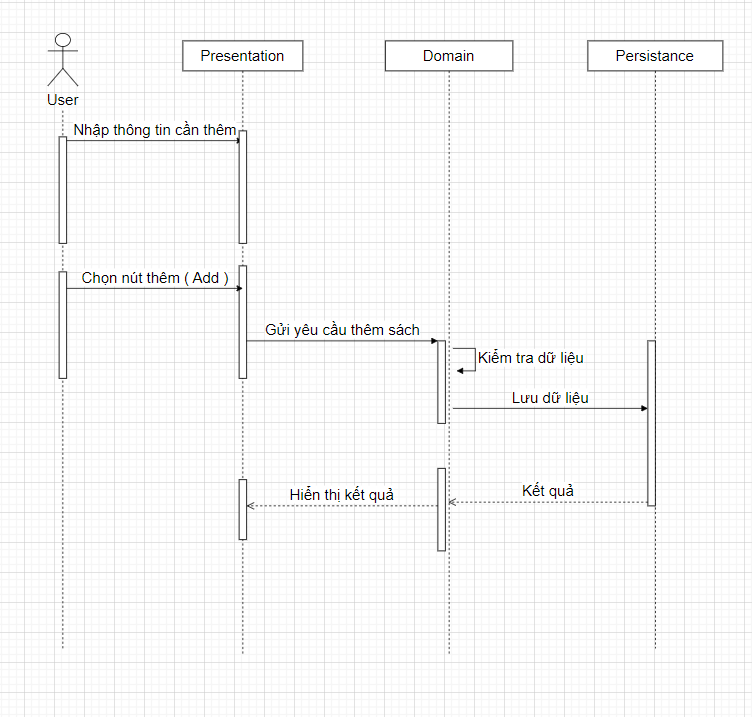 Presentation
Domain
Persistance
User
Nhập thông tin cần thêm
Chọn nút thêm ( Add )
Gửi yêu cầu thêm sách
Kiểm tra dữ liệu
Lưu dữ liệu
Kết quả
Hiển thị kết quả